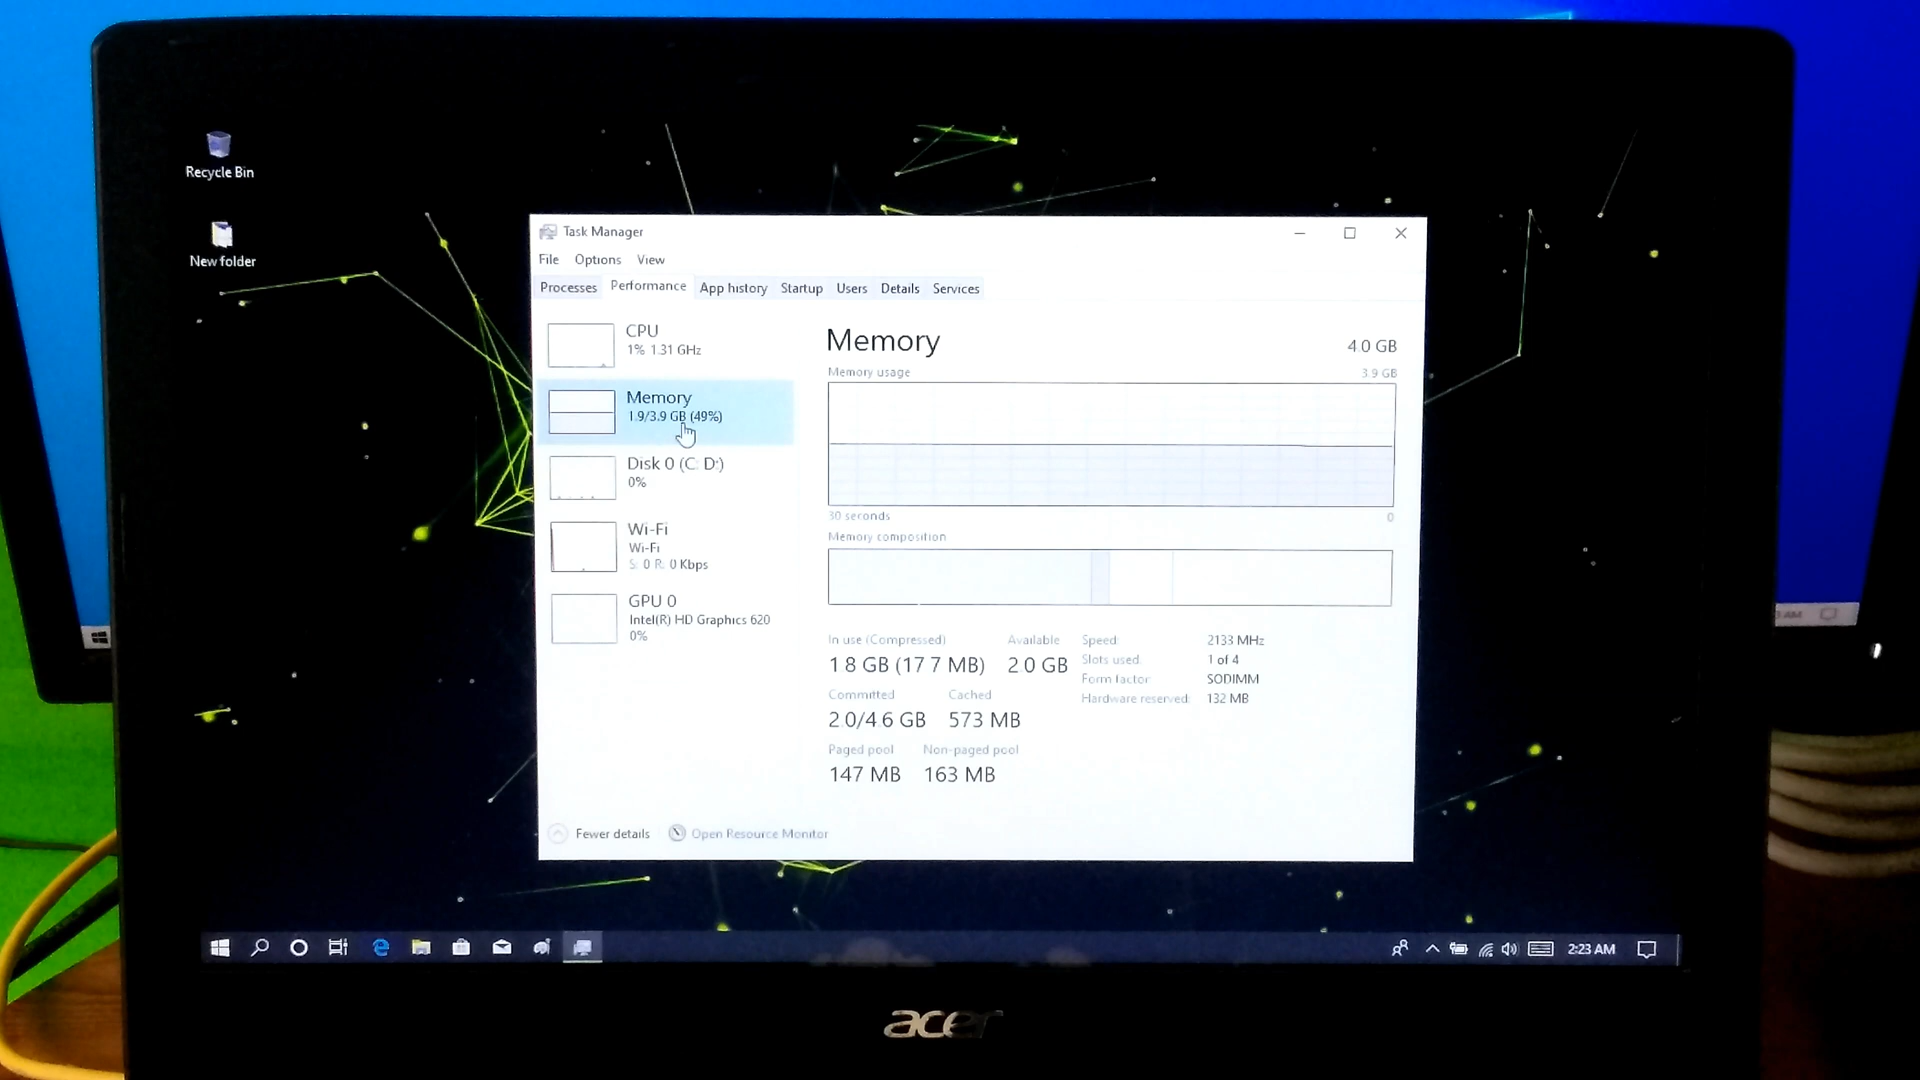 Recycle Bin
New folder
Task Manager
File Options View
Processes Performance App history Startup Users Details Services
CPU
1% 1.31 GHz
Memory
1.9/3.9 GB (49%)
Disk 0 (C: D:)
0%
Wi-Fi
Wi-Fi
S: 0 R: 0 Kbps
GPU 0
Intel(R) HD Graphics 620
0%
Memory 4.0 GB
Memory usage 3.9 GB
30 seconds 0
Memory composition
In use (Compressed) Available
1.8 GB (17.7 MB) 2.0 GB
Committed Cached
2.0/4.6 GB 573 MB
Paged pool Non-paged pool
147 MB 163 MB
Speed: 2133 MHz
Slots used: 1 of 4
Form factor: SODIMM
Hardware reserved: 132 MB
Fewer details Open Resource Monitor
2:23 AM
acer